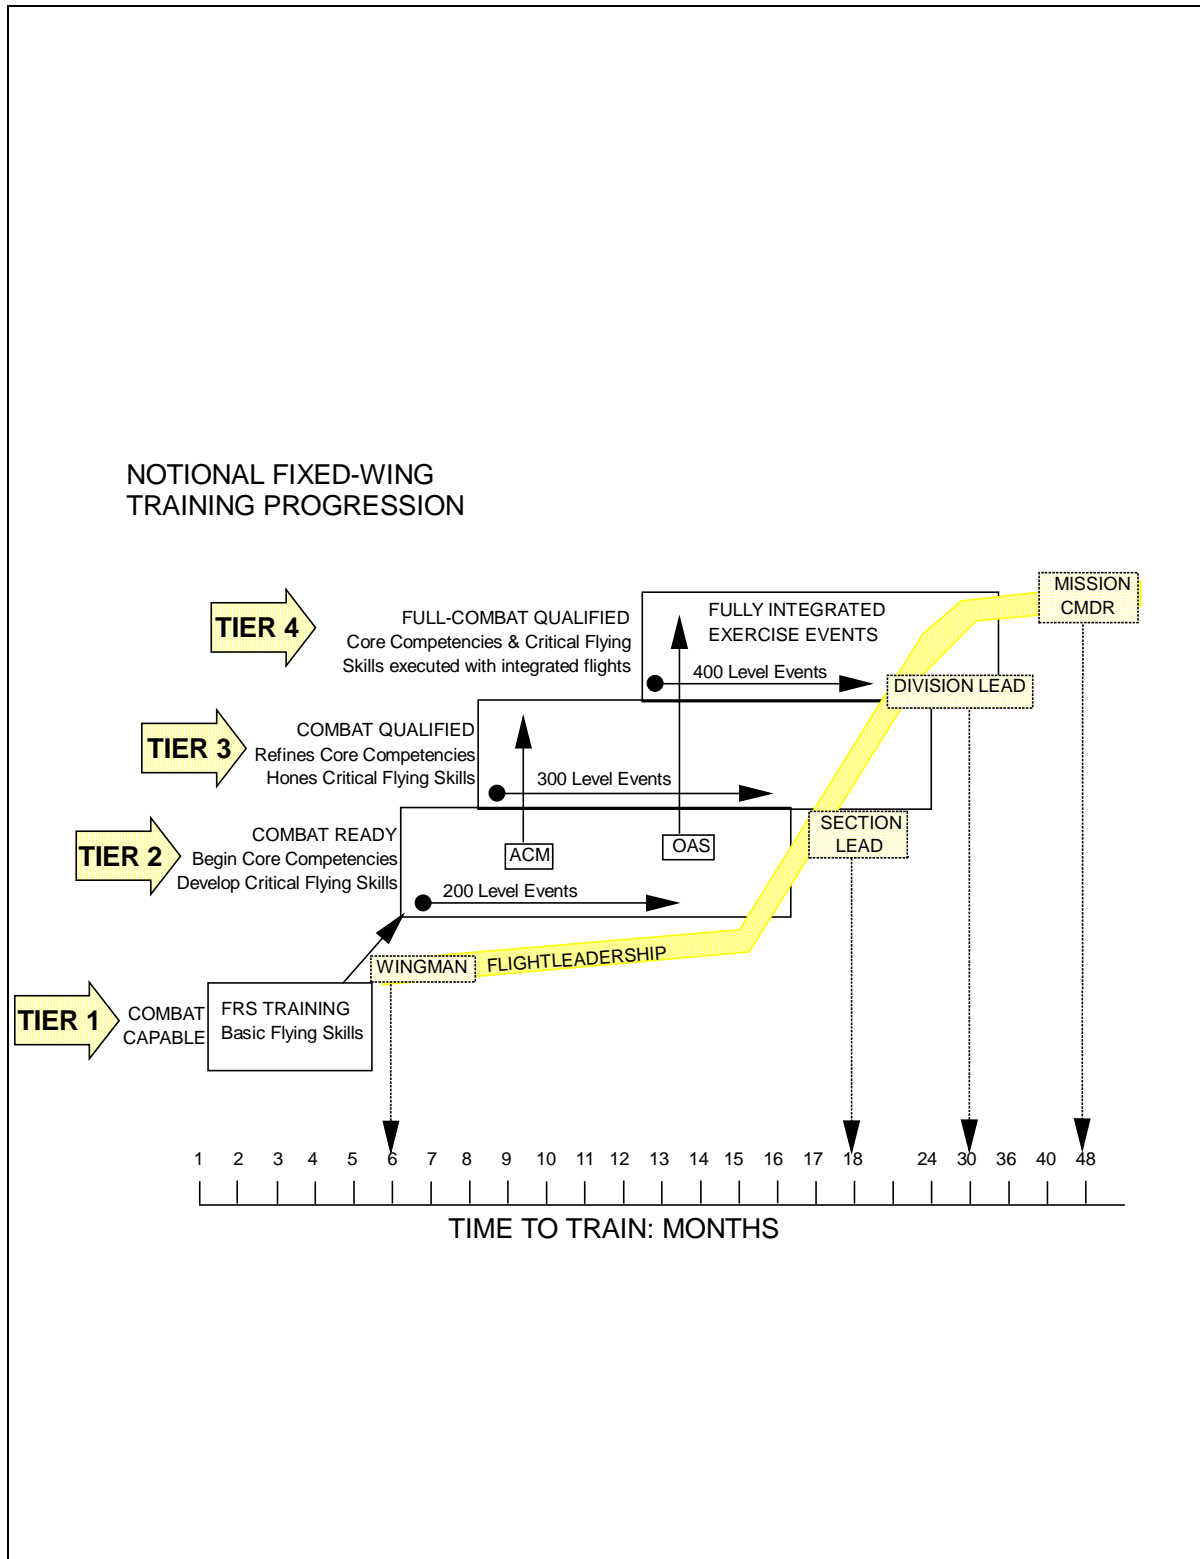 NOTIONAL FIXED-WING
TRAINING PROGRESSION
MISSION
CMDR
TIER 4
FULL-COMBAT QUALIFIED
Core Competencies & Critical Flying
Skills executed with integrated flights
FULLY INTEGRATED
EXERCISE EVENTS
400 Level Events
DIVISION LEAD
TIER 3
COMBAT QUALIFIED
Refines Core Competencies
Hones Critical Flying Skills
300 Level Events
TIER 2
COMBAT READY
Begin Core Competencies
Develop Critical Flying Skills
ACM
OAS
SECTION
LEAD
200 Level Events
WINGMAN
FLIGHTLEADERSHIP
TIER 1
COMBAT
CAPABLE
FRS TRAINING
Basic Flying Skills
1 2 3 4 5 6 7 8 9 10 11 12 13 14 15 16 17 18 24 30 36 40 48
TIME TO TRAIN: MONTHS